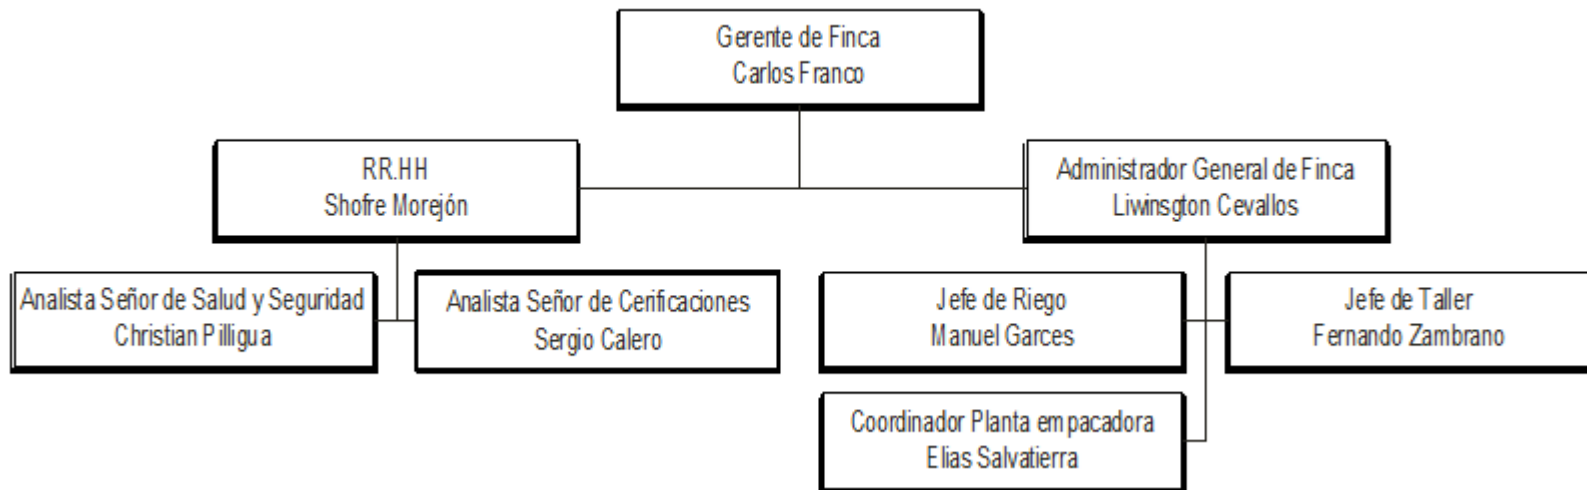 Gerente de Finca
Carlos Franco
RR.HH
Shofre Morejón
Administrador General de Finca
Liwinsgton Cevallos
Analista Señor de Salud y Seguridad
Christian Pilligua
Analista Señor de Cerificaciones
Sergio Calero
Jefe de Riego
Manuel Garces
Jefe de Taller
Fernando Zambrano
Coordinador Planta empacadora
Elias Salvatierra